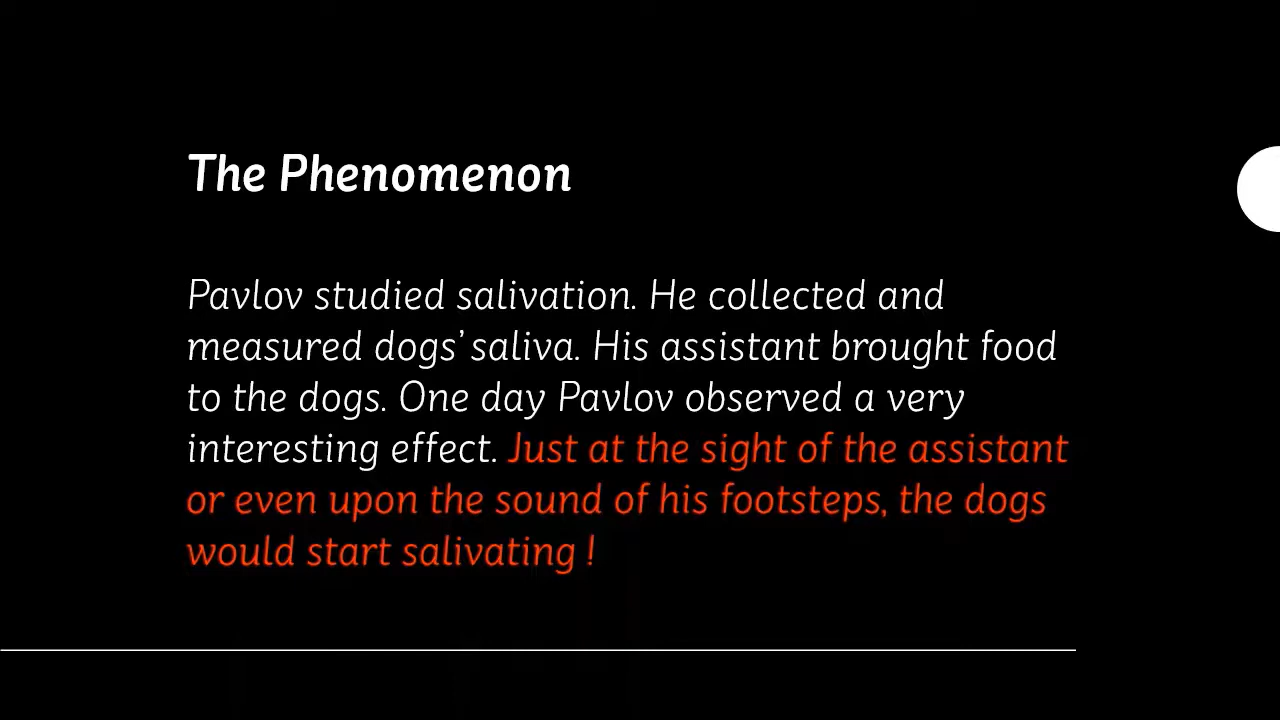 The Phenomenon
Pavlov studied salivation. He collected and
measured dogs’ saliva. His assistant brought food
to the dogs. One day Pavlov observed a very
interesting effect. Just at the sight of the assistant
or even upon the sound of his footsteps, the dogs
would start salivating !